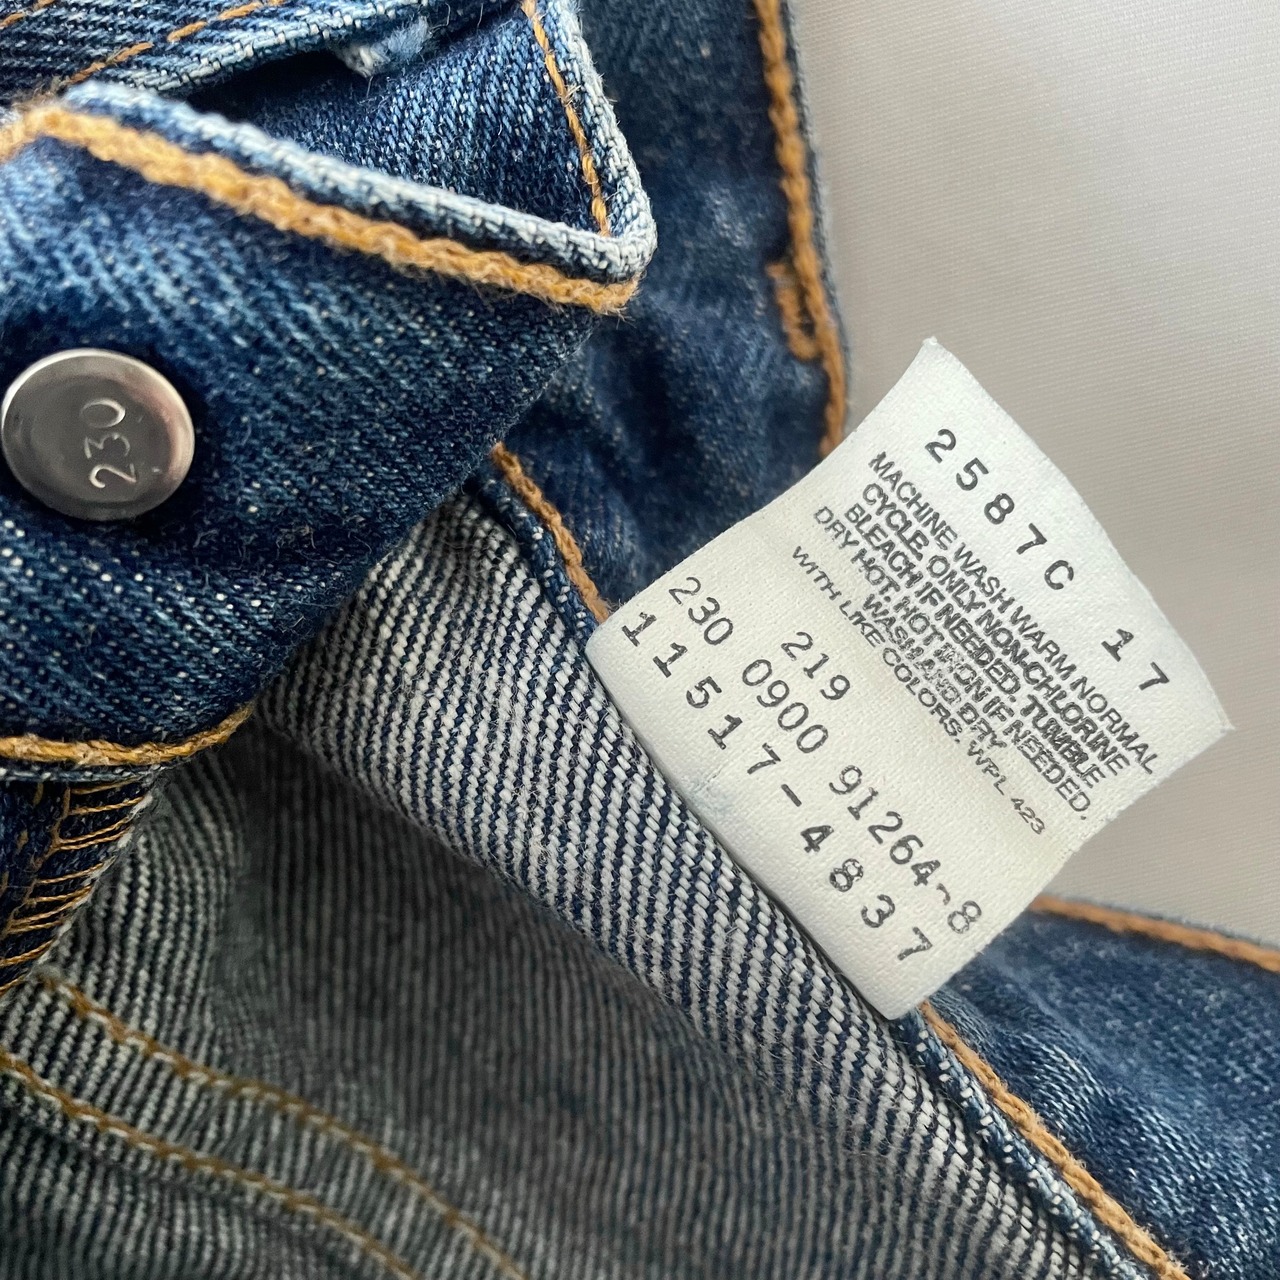 230
2587C 17
MACHINE WASH WARM NORMAL
CYCLE. ONLY NON-CHLORINE
BLEACH IF NEEDED. TUMBLE
DRY HOT. HOT IRON IF NEEDED.
WASH AND DRY
WITH LIKE COLORS. WPL 423
219
230 0900 91264-8
11517-4837